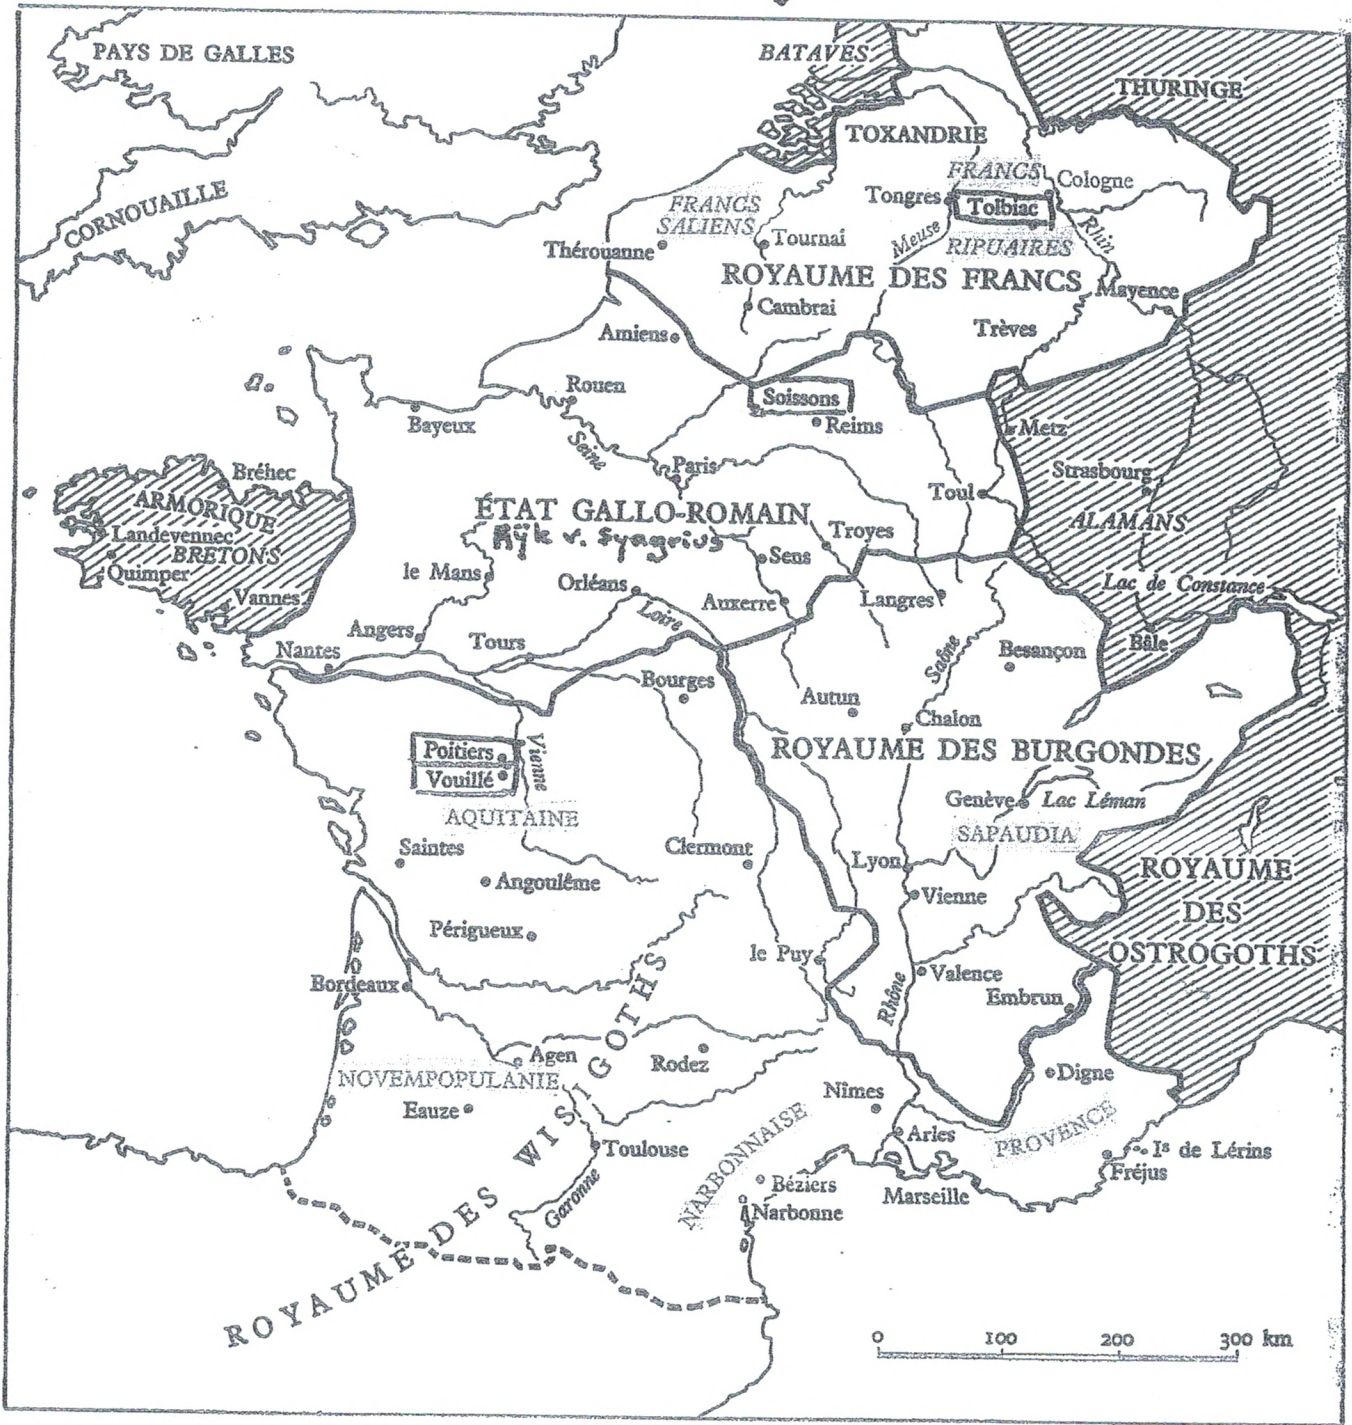 PAYS DE GALLES
BATAVES
THURINGE
TOXANDRIE
CORNOUAILLE
FRANCS
Cologne
Tongres
Tolbiac
FRANCS
SALIENS
Tournai
Meuse
RIPUAIRES
Rhin
Thérouanne
ROYAUME DES FRANCS
Mayence
Cambrai
Amiens
Trèves
Rouen
Soissons
Bayeux
Reims
Metz
Seine
Paris
Strasbourg
Bréhec
ARMORIQUE
Toul
ÉTAT GALLO-ROMAIN
ALAMANS
Landevennec
BRETONS
Rijk v. Syagrius
Troyes
Sens
Quimper
le Mans
Orléans
Lac de Constance
Vannes
Auxerre
Langres
Loire
Angers
Tours
Nantes
Saône
Besançon
Bâle
Bourges
Autun
Chalon
Poitiers
Vienne
ROYAUME DES BURGONDES
Vouillé
Genève
Lac Léman
AQUITAINE
SAPAUDIA
Saintes
Clermont
Lyon
ROYAUME
DES
OSTROGOTHS
Angoulême
Vienne
Périgueux
le Puy
Valence
Bordeaux
Rhône
Embrun
Agen
Rodez
NOVEMPOPULANIE
Digne
Eauze
Nîmes
ROYAUME DES WISIGOTHS
Arles
PROVENCE
Toulouse
NARBONNAISE
Is de Lérins
Fréjus
Garonne
Béziers
Marseille
Narbonne
0 100 200 300 km